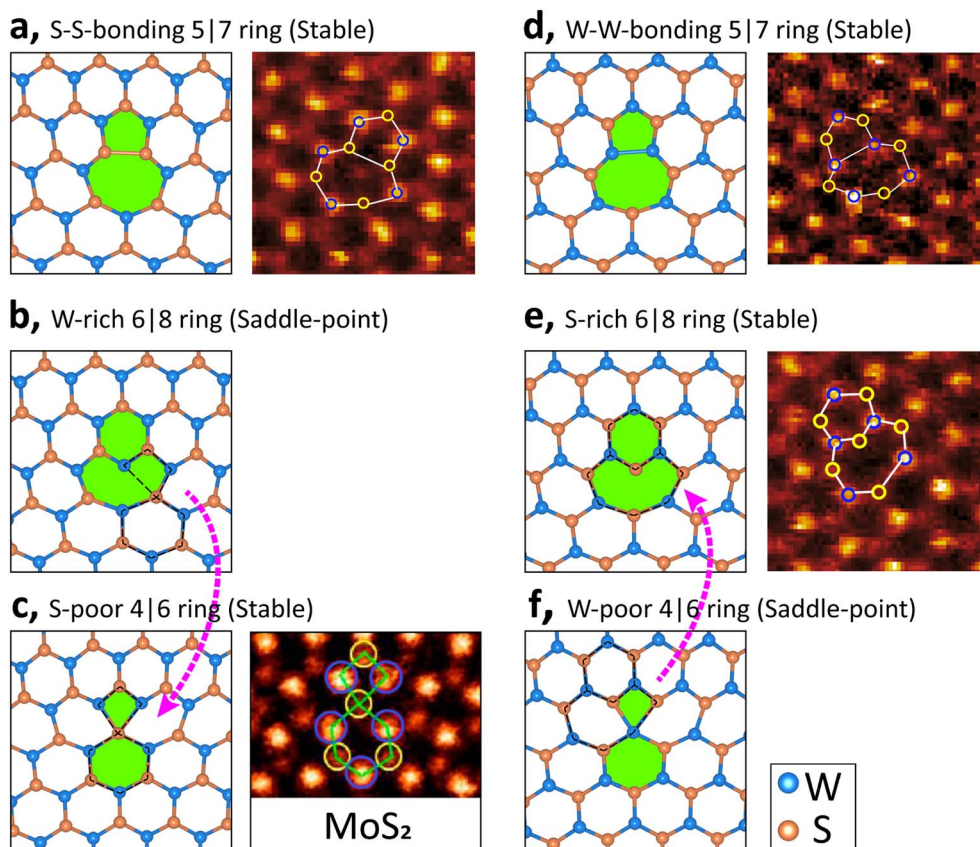 a, S-S-bonding 5|7 ring (Stable)
d, W-W-bonding 5|7 ring (Stable)
b, W-rich 6|8 ring (Saddle-point)
e, S-rich 6|8 ring (Stable)
c, S-poor 4|6 ring (Stable)
f, W-poor 4|6 ring (Saddle-point)
MoS₂
W
S